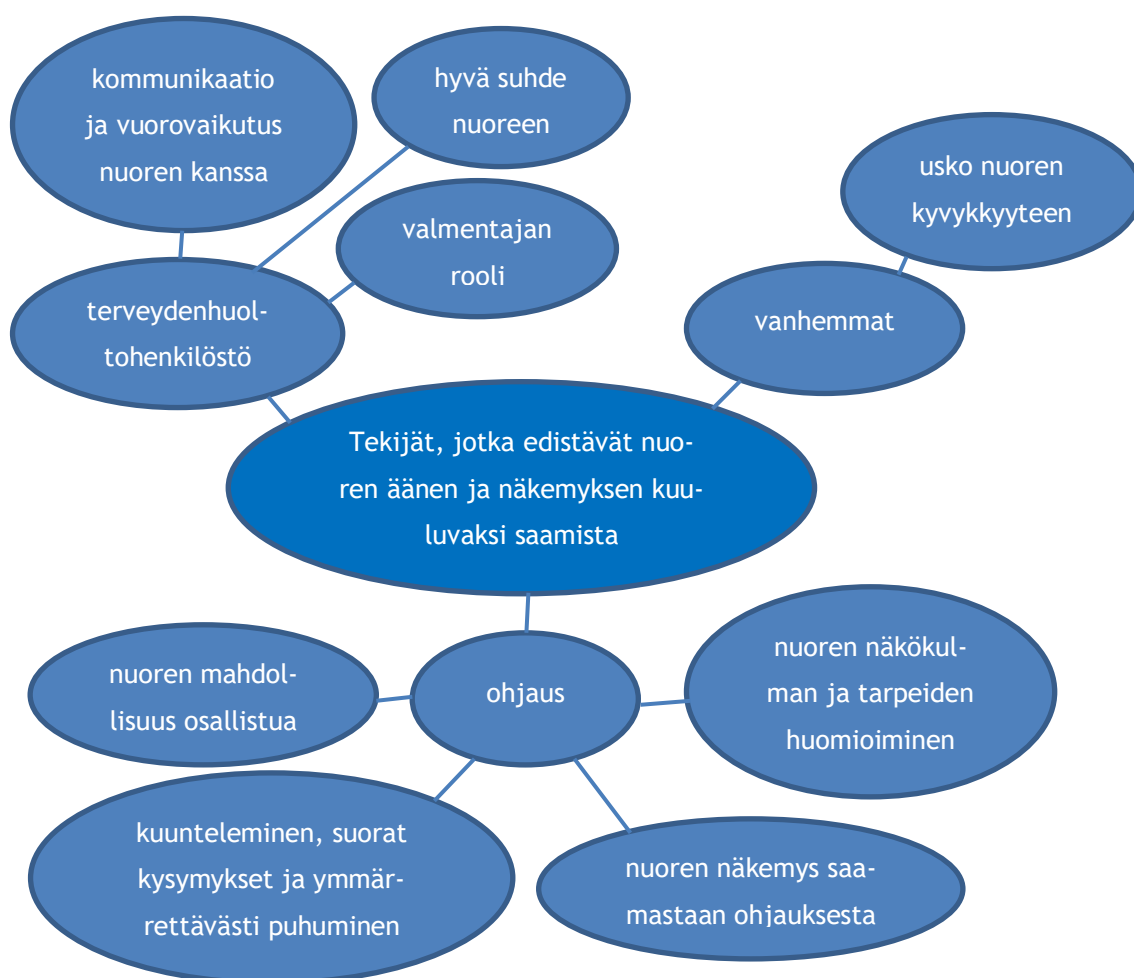 kommunikaatio
ja vuorovaikutus
nuoren kanssa
hyvä suhde
nuoreen
usko nuoren
kyvykkyyteen
valmentajan
rooli
terveydenhuol-
tohenkilöstö
vanhemmat
Tekijät, jotka edistävät nuo-
ren äänen ja näkemyksen kuu-
luvaksi saamista
nuoren mahdol-
lisuus osallistua
ohjaus
nuoren näkökul-
man ja tarpeiden
huomioiminen
kuunteleminen, suorat
kysymykset ja ymmär-
rettävästi puhuminen
nuoren näkemys saa-
mastaan ohjauksesta